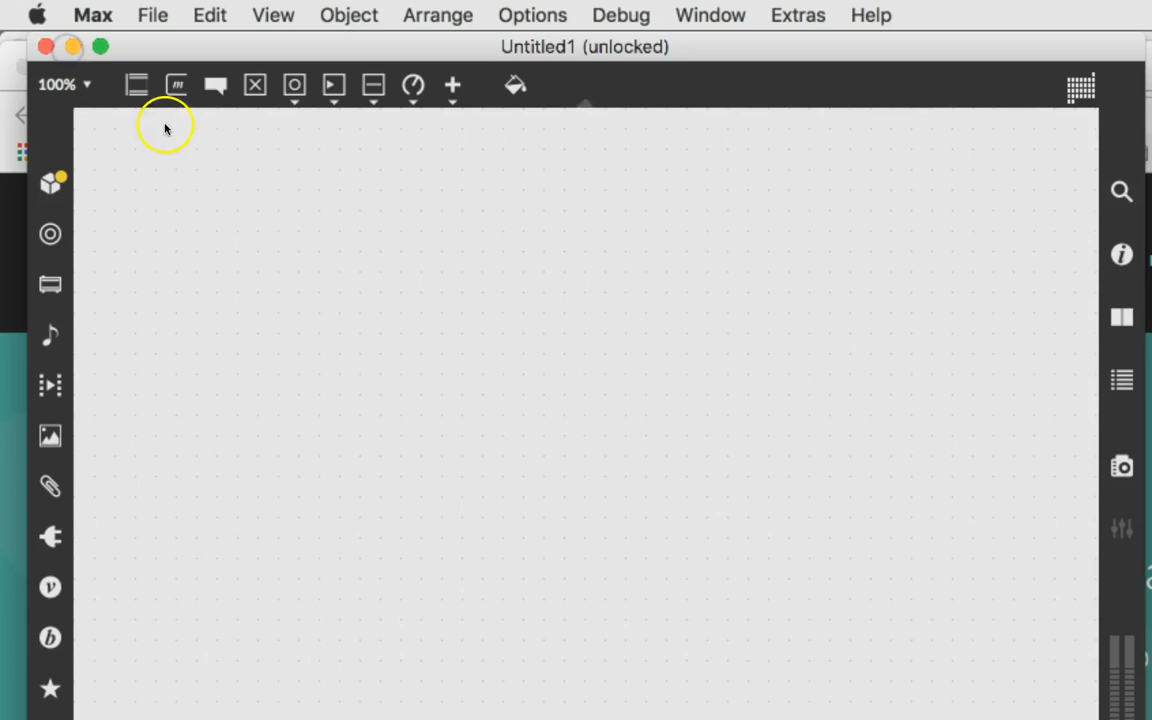 Max File Edit View Object Arrange Options Debug Window Extras Help
Untitled1 (unlocked)
100%
m
i
v
b